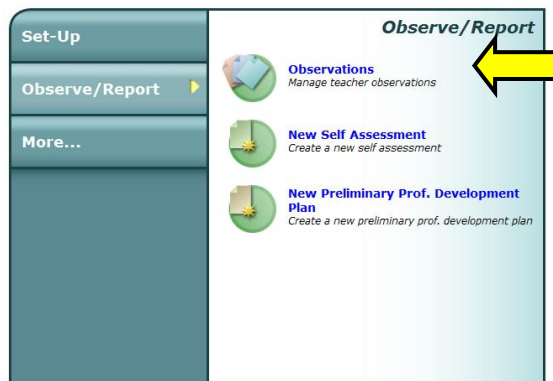 Set-Up
Observe/Report
More...
Observe/Report
Observations
Manage teacher observations
New Self Assessment
Create a new self assessment
New Preliminary Prof. Development
Plan
Create a new preliminary prof. development plan